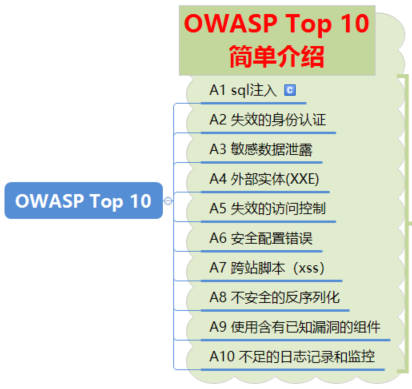 OWASP Top 10
简单介绍
A1 sql注入 C
A2 失效的身份认证
A3 敏感数据泄露
A4 外部实体(XXE)
A5 失效的访问控制
A6 安全配置错误
A7 跨站脚本（xss）
A8 不安全的反序列化
A9 使用含有已知漏洞的组件
A10 不足的日志记录和监控
OWASP Top 10